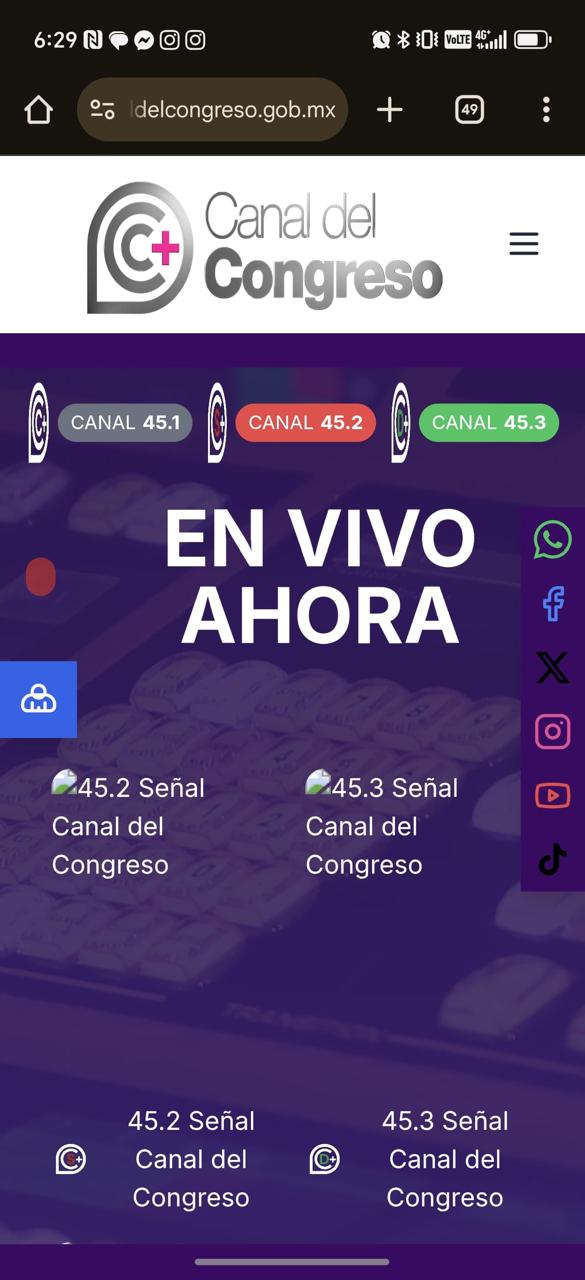 6:29
VoLTE 4G+
delcongreso.gob.mx
49
Canal del
Congreso
CANAL 45.1
CANAL 45.2
CANAL 45.3
EN VIVO
AHORA
45.2 Señal
Canal del
Congreso
45.3 Señal
Canal del
Congreso
45.2 Señal
Canal del
Congreso
45.3 Señal
Canal del
Congreso